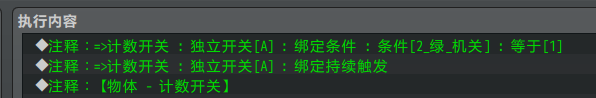 执行内容
◆注释：=>计数开关 : 独立开关[A] : 绑定条件 : 条件[2_绿_机关] : 等于[1]
◆注释：=>计数开关 : 独立开关[A] : 绑定持续触发
◆注释：【物体 - 计数开关】